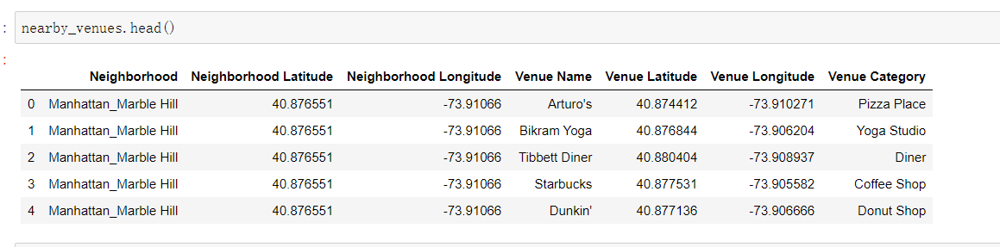 : nearby_venues.head()
:
Neighborhood Neighborhood Latitude Neighborhood Longitude Venue Name Venue Latitude Venue Longitude Venue Category
0 Manhattan_Marble Hill 40.876551 -73.91066 Arturo's 40.874412 -73.910271 Pizza Place
1 Manhattan_Marble Hill 40.876551 -73.91066 Bikram Yoga 40.876844 -73.906204 Yoga Studio
2 Manhattan_Marble Hill 40.876551 -73.91066 Tibbett Diner 40.880404 -73.908937 Diner
3 Manhattan_Marble Hill 40.876551 -73.91066 Starbucks 40.877531 -73.905582 Coffee Shop
4 Manhattan_Marble Hill 40.876551 -73.91066 Dunkin' 40.877136 -73.906666 Donut Shop